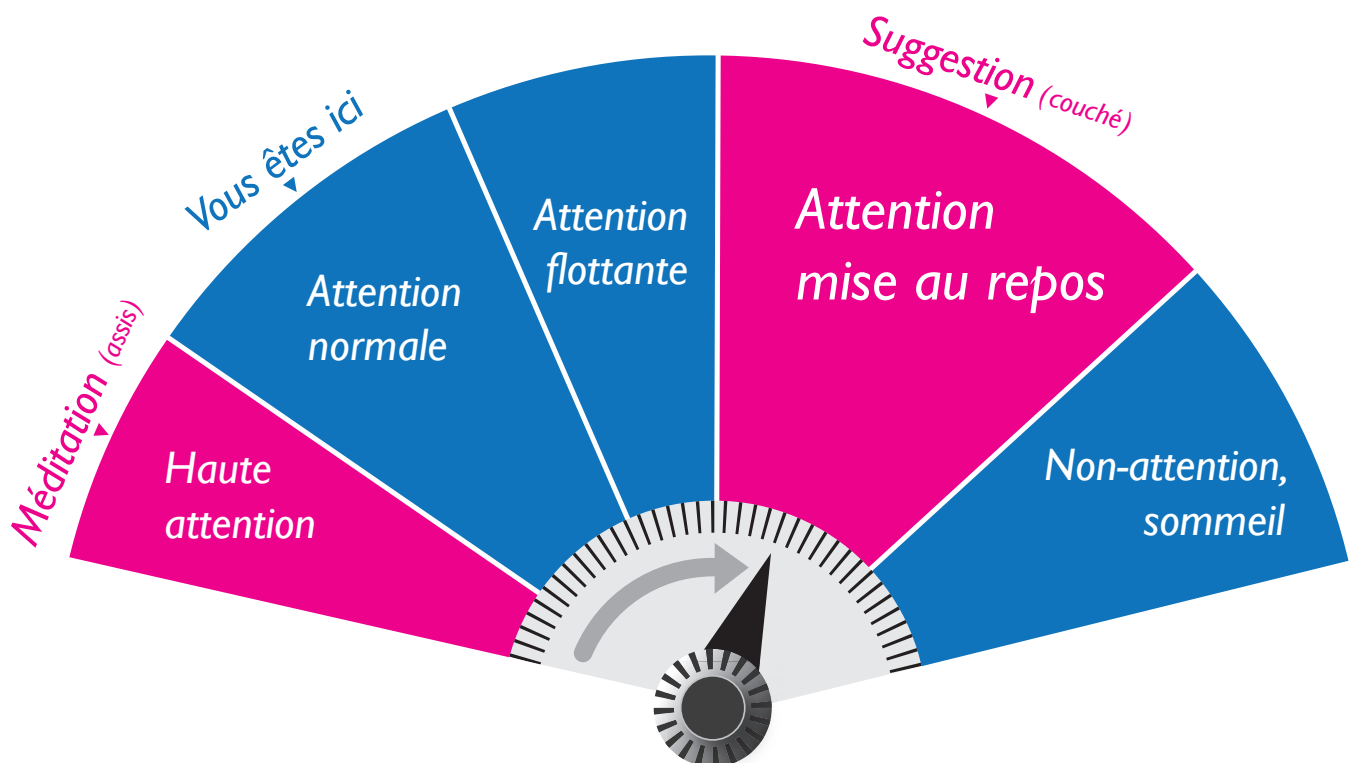 Méditation (assis)
Vous êtes ici
Suggestion (couché)
Haute
attention
Attention
normale
Attention
flottante
Attention
mise au repos
Non-attention,
sommeil